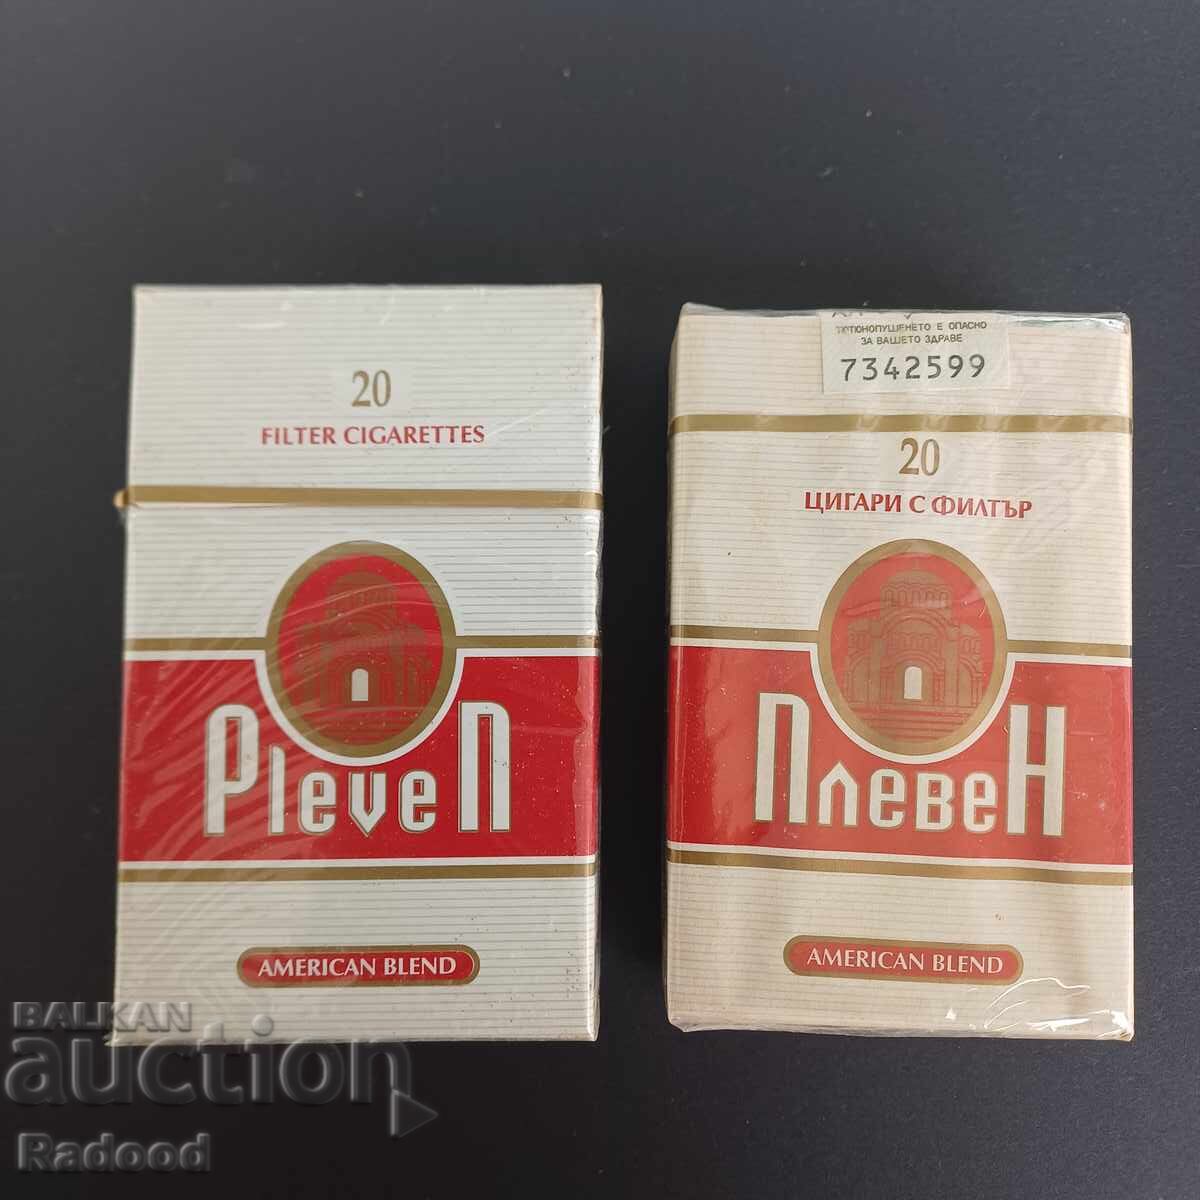 20
FILTER CIGARETTES
Pleven
AMERICAN BLEND
ТЮТЮНОПУШЕНЕТО Е ОПАСНО
ЗА ВАШЕТО ЗДРАВЕ
7342599
20
ЦИГАРИ С ФИЛТЪР
Плевен
AMERICAN BLEND
BALKAN
auction
Radood